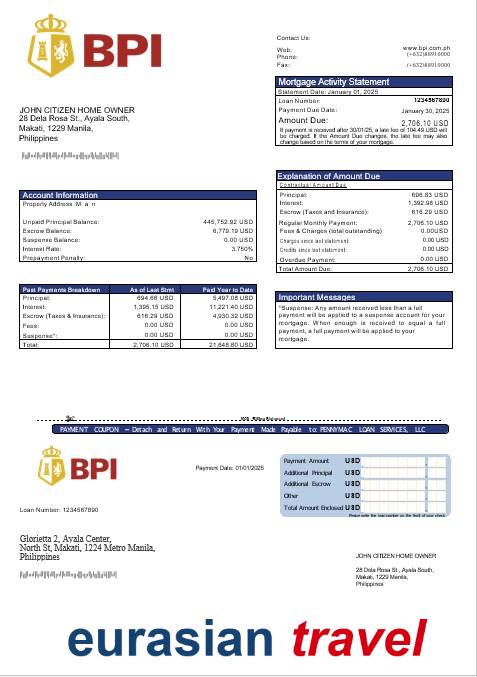 BPI
Contact Us:
Web: www.bpi.com.ph
Phone: (+632)88910000
Fax: (+632)88910000
Mortgage Activity Statement
Statement Date: January 01, 2025
Loan Number: 1234567890
Payment Due Date: January 30, 2025
Amount Due: 2,706.10 USD
If payment is received after 30/01/25, a late fee of 104.49 USD will
be charged. If the Amount Due changes, the late fee may also
change based on the terms of your mortgage.
JOHN CITIZEN HOME OWNER
28 Dela Rosa St., Ayala South,
Makati, 1229 Manila,
Philippines
Explanation of Amount Due
Contractual Amount Due
Principal: 696.83 USD
Interest: 1,392.98 USD
Escrow (Taxes and Insurance): 616.29 USD
Regular Monthly Payment: 2,706.10 USD
Fees & Charges (total outstanding) 0.00USD
Charges since last statement: 0.00 USD
Credits since last statement: 0.00 USD
Overdue Payment: 0.00 USD
Total Amount Due: 2,706.10 USD
Account Information
Property Address :M a n
Unpaid Principal Balance: 445,752.92 USD
Escrow Balance: 6,779.19 USD
Suspense Balance: 0.00 USD
Interest Rate: 3.750%
Prepayment Penalty: No
Past Payments Breakdown As of Last Stmt Paid Year to Date
Principal: 694.66 USD 5,497.08 USD
Interest: 1,395.15 USD 11,221.40 USD
Escrow (Taxes & Insurance): 616.29 USD 4,930.32 USD
Fees: 0.00 USD 0.00 USD
Suspense*: 0.00 USD 0.00 USD
Total: 2,706.10 USD 21,648.80 USD
Important Messages
*Suspense: Any amount received less than a full
payment will be applied to a suspense account for your
mortgage. When enough is received to equal a full
payment, a full payment will be applied to your
mortgage.
PAYMENT COUPON — Detach and Return With Your Payment Made Payable to: PENNYMAC LOAN SERVICES, LLC
BPI
Payment Date: 01/01/2025
Payment Amount USD
Additional Principal USD
Additional Escrow USD
Other USD
Total Amount Enclosed USD
Please write the loan number on the front of your check.
Loan Number: 1234567890
Glorietta 2, Ayala Center,
North St, Makati, 1224 Metro Manila,
Philippines
JOHN CITIZEN HOME OWNER
28 Dela Rosa St., Ayala South,
Makati, 1229 Manila,
Philippines
eurasian travel